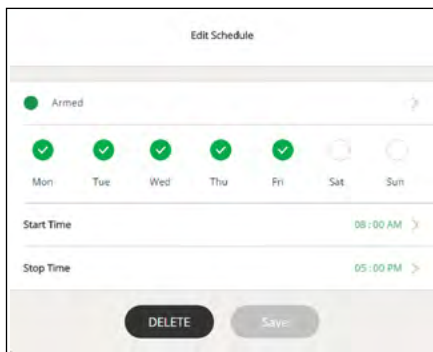 Edit Schedule
Armed
Mon Tue Wed Thu Fri Sat Sun
Start Time 08 : 00 AM
Stop Time 05 : 00 PM
DELETE Save